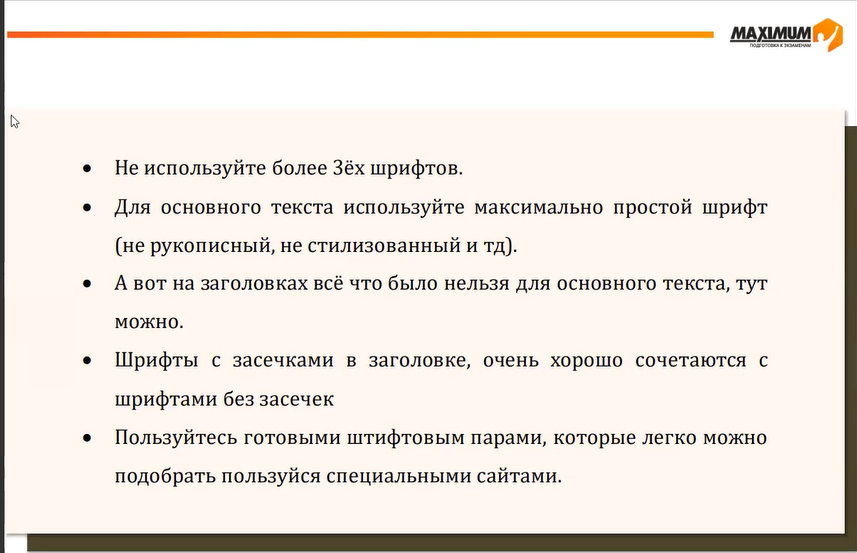 MAXIMUM
ПОДГОТОВКА К ЭКЗАМЕНАМ
Не используйте более 3ёх шрифтов.
Для основного текста используйте максимально простой шрифт
(не рукописный, не стилизованный и тд).
А вот на заголовках всё что было нельзя для основного текста, тут
можно.
Шрифты с засечками в заголовке, очень хорошо сочетаются с
шрифтами без засечек
Пользуйтесь готовыми штифтовым парами, которые легко можно
подобрать пользуйся специальными сайтами.